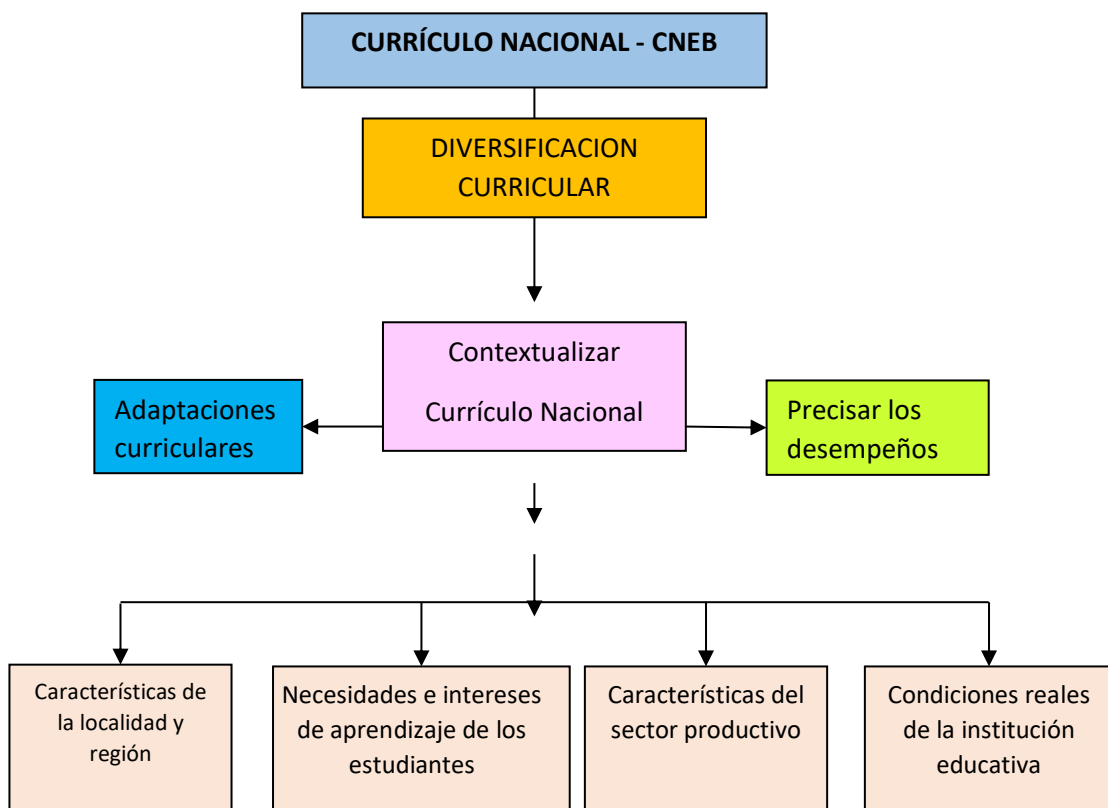 CURRÍCULO NACIONAL - CNEB
DIVERSIFICACION
CURRICULAR
Contextualizar
Currículo Nacional
Adaptaciones
curriculares
Precisar los
desempeños
Características de
la localidad y
región
Necesidades e intereses
de aprendizaje de los
estudiantes
Características del
sector productivo
Condiciones reales
de la institución
educativa